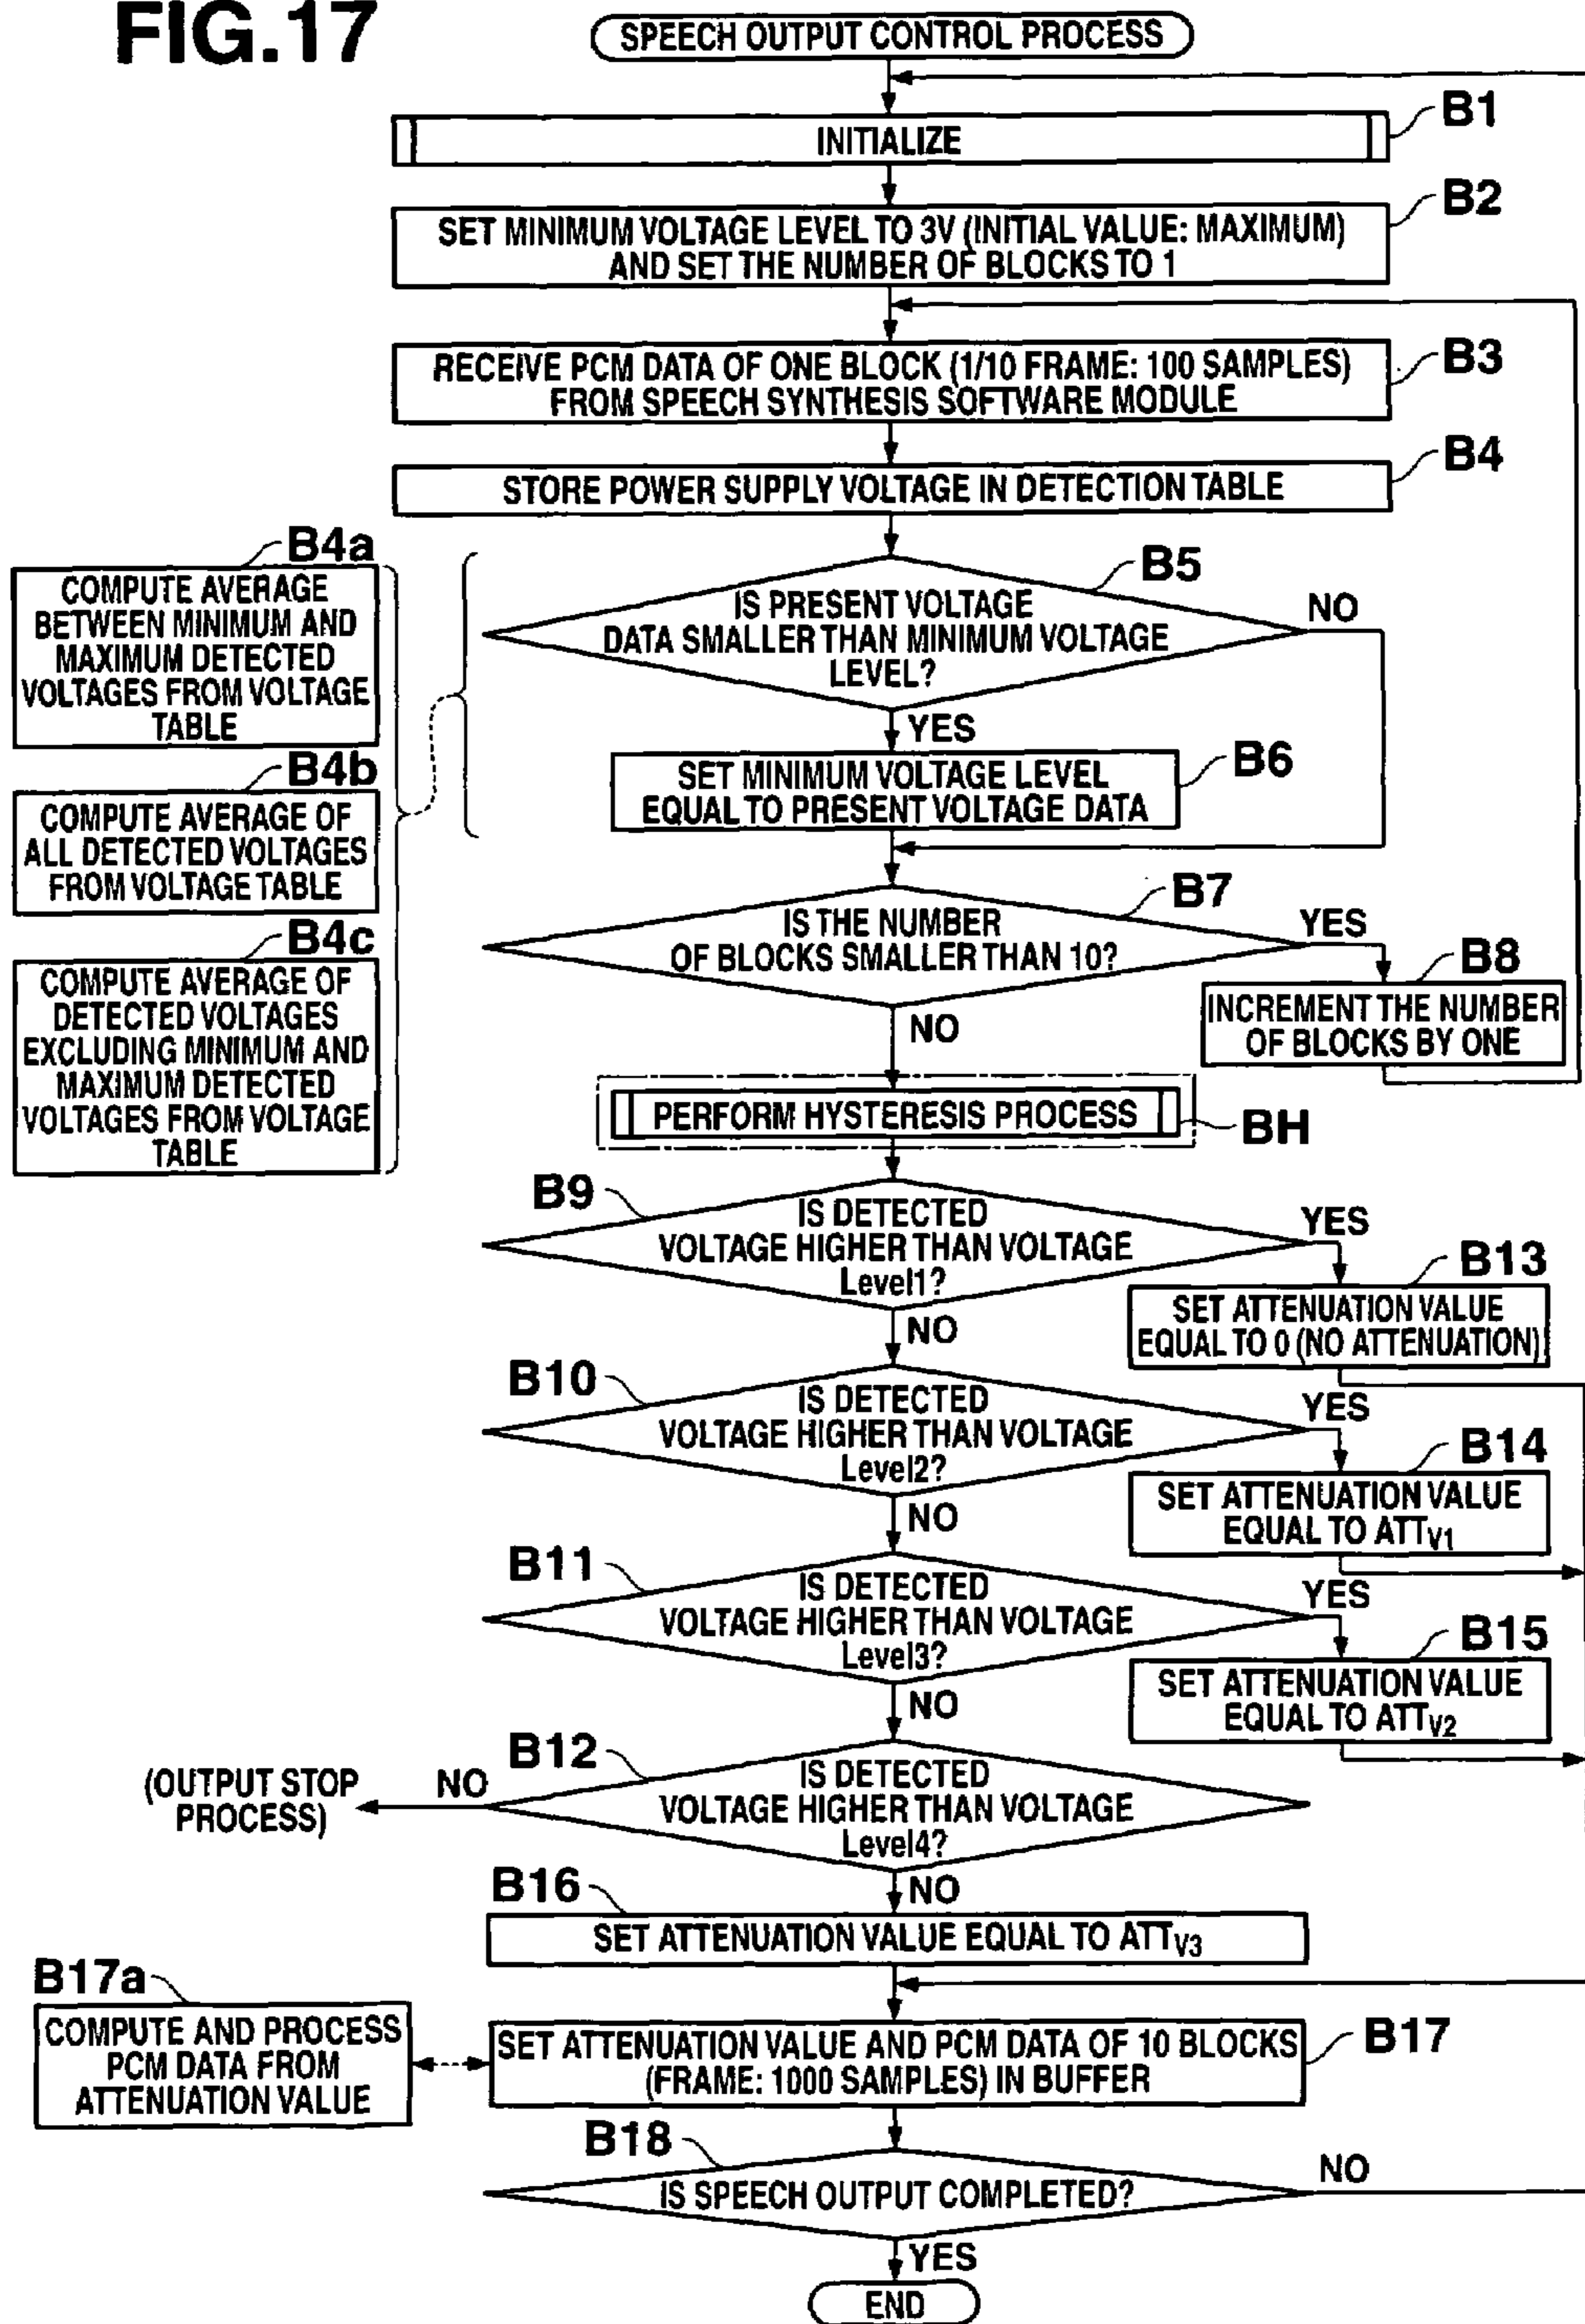 FIG.17
SPEECH OUTPUT CONTROL PROCESS
B1
INITIALIZE
B2
SET MINIMUM VOLTAGE LEVEL TO 3V (INITIAL VALUE: MAXIMUM)
AND SET THE NUMBER OF BLOCKS TO 1
B3
RECEIVE PCM DATA OF ONE BLOCK (1/10 FRAME: 100 SAMPLES)
FROM SPEECH SYNTHESIS SOFTWARE MODULE
B4
STORE POWER SUPPLY VOLTAGE IN DETECTION TABLE
B4a
COMPUTE AVERAGE
BETWEEN MINIMUM AND
MAXIMUM DETECTED
VOLTAGES FROM VOLTAGE
TABLE
B4b
COMPUTE AVERAGE OF
ALL DETECTED VOLTAGES
FROM VOLTAGE TABLE
B4c
COMPUTE AVERAGE OF
DETECTED VOLTAGES
EXCLUDING MINIMUM AND
MAXIMUM DETECTED
VOLTAGES FROM VOLTAGE
TABLE
B5
IS PRESENT VOLTAGE
DATA SMALLER THAN MINIMUM VOLTAGE
LEVEL?
NO
YES
B6
SET MINIMUM VOLTAGE LEVEL
EQUAL TO PRESENT VOLTAGE DATA
B7
IS THE NUMBER
OF BLOCKS SMALLER THAN 10?
YES
B8
INCREMENT THE NUMBER
OF BLOCKS BY ONE
NO
PERFORM HYSTERESIS PROCESS
BH
B9
IS DETECTED
VOLTAGE HIGHER THAN VOLTAGE
Level1?
YES
B13
SET ATTENUATION VALUE
EQUAL TO 0 (NO ATTENUATION)
NO
B10
IS DETECTED
VOLTAGE HIGHER THAN VOLTAGE
Level2?
YES
B14
SET ATTENUATION VALUE
EQUAL TO ATTV1
NO
B11
IS DETECTED
VOLTAGE HIGHER THAN VOLTAGE
Level3?
YES
B15
SET ATTENUATION VALUE
EQUAL TO ATTV2
NO
B12
IS DETECTED
VOLTAGE HIGHER THAN VOLTAGE
Level4?
NO
(OUTPUT STOP
PROCESS)
NO
B16
SET ATTENUATION VALUE EQUAL TO ATTV3
B17a
COMPUTE AND PROCESS
PCM DATA FROM
ATTENUATION VALUE
SET ATTENUATION VALUE AND PCM DATA OF 10 BLOCKS
(FRAME: 1000 SAMPLES) IN BUFFER
B17
B18
IS SPEECH OUTPUT COMPLETED?
NO
YES
END